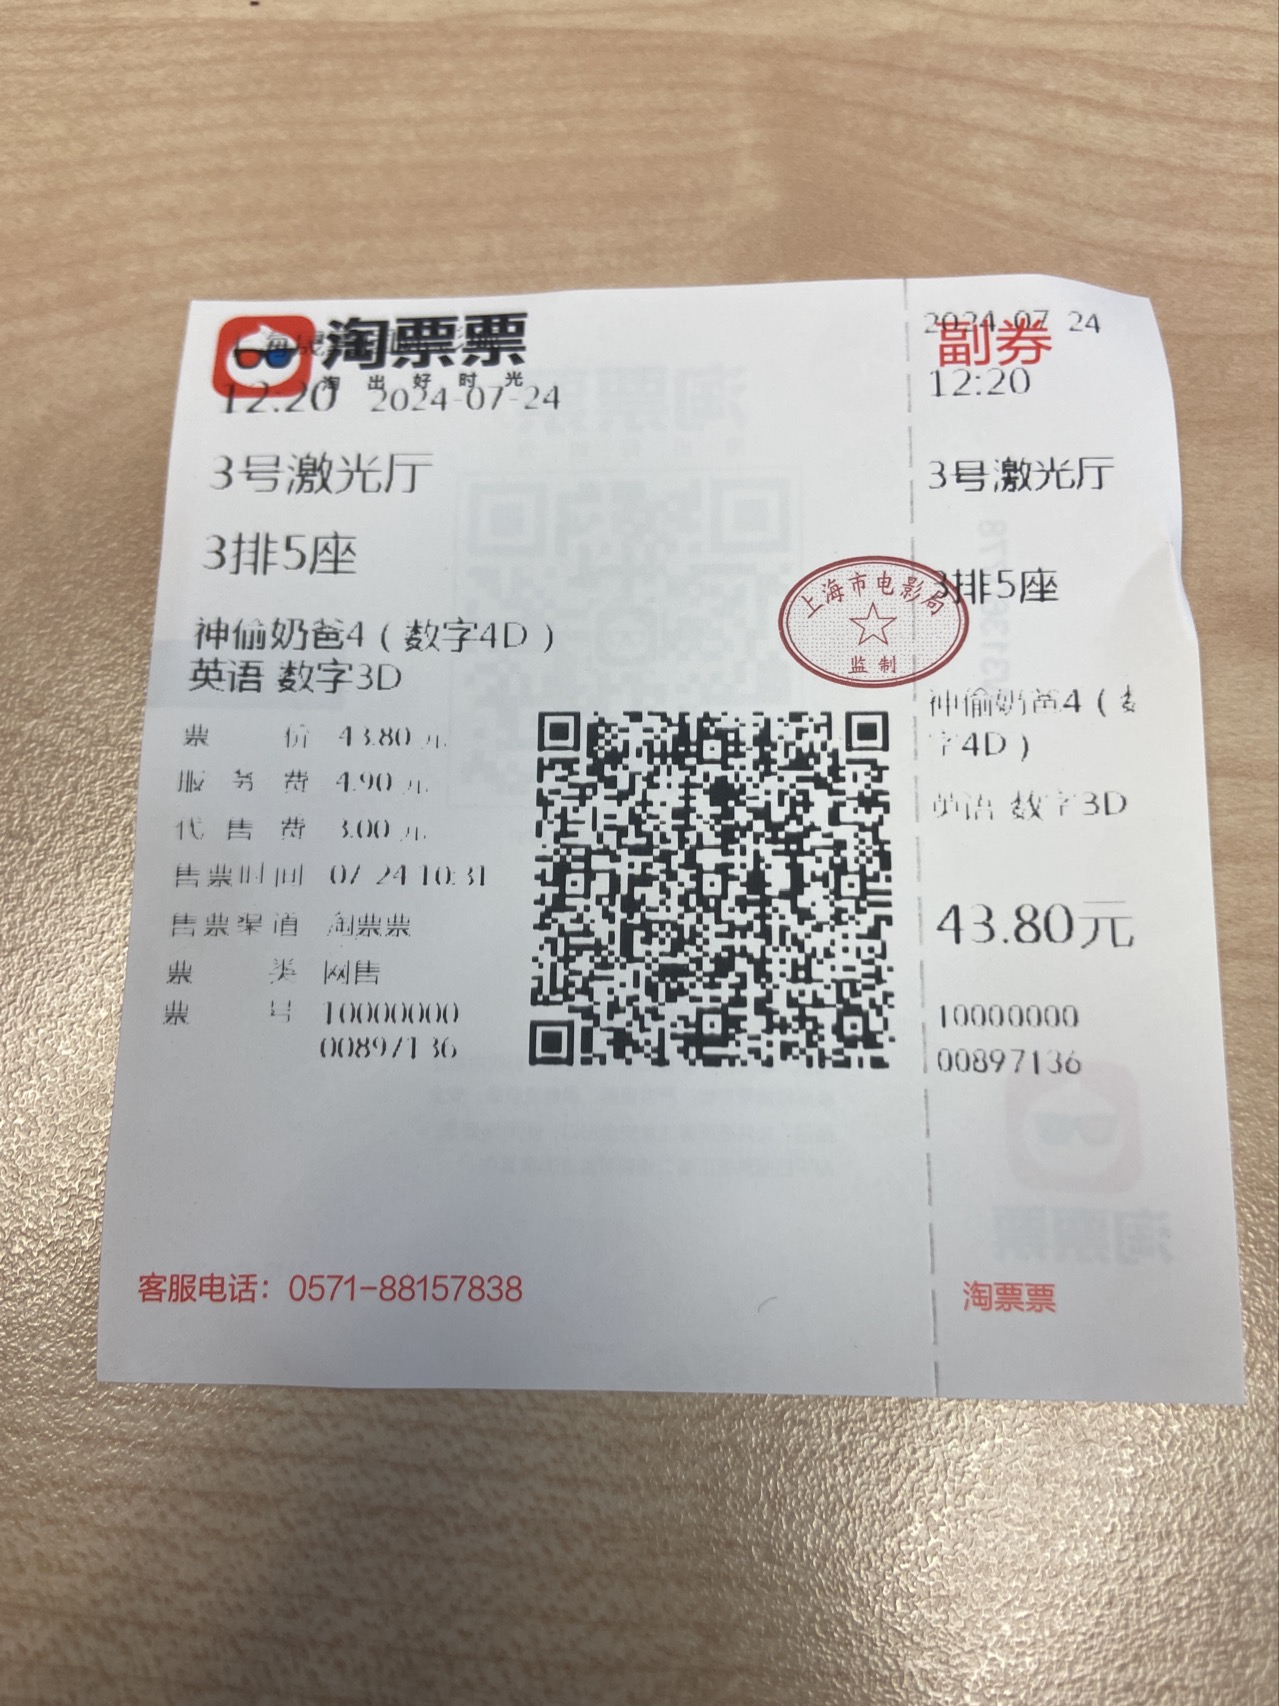 淘票票
淘出好时光
12:20 2024-07-24
3号激光厅
3排5座
神偷奶爸4（数字4D）
英语 数字3D
票价 43.80元
服务费 4.90元
代售费 3.00元
售票时间 07-24 10:31
售票渠道 淘票票
票类 网售
票号 10000000
00897136
客服电话：0571-88157838
上海市电影局
监制
副券
2024-07-24
12:20
3号激光厅
3排5座
神偷奶爸4（数
字4D）
英语 数字3D
43.80元
10000000
00897136
淘票票